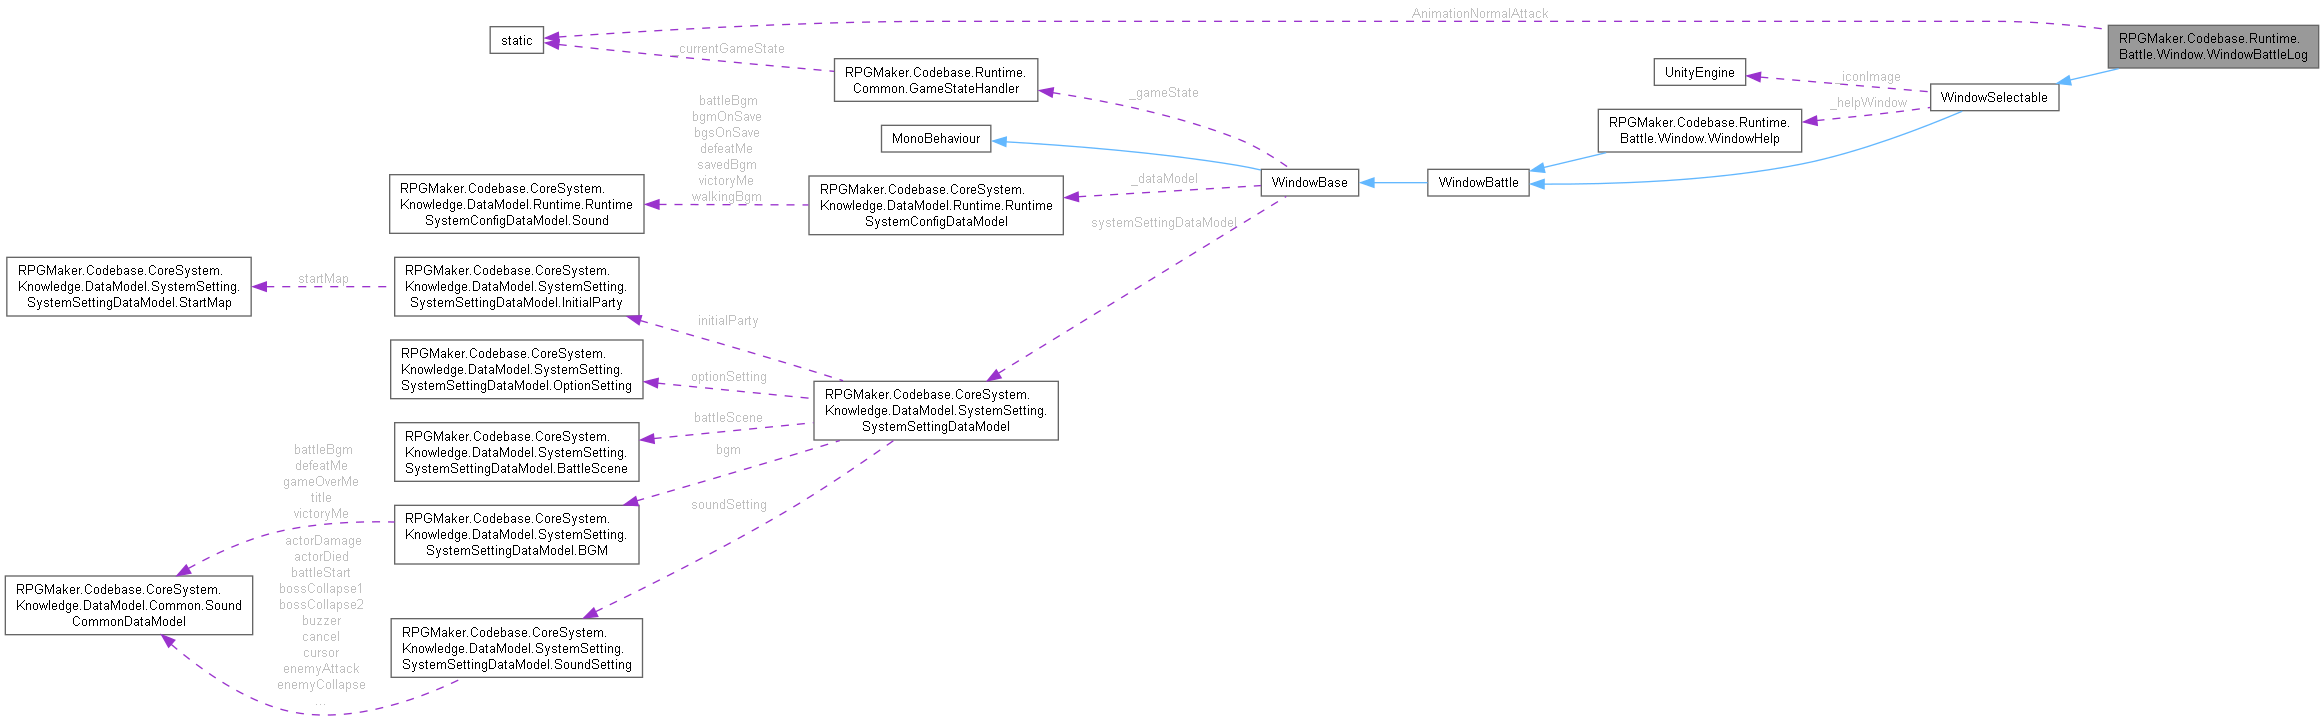 AnimationNormalAttack
RPGMaker.Codebase.Runtime.
Battle.Window.WindowBattleLog
static
_currentGameState
RPGMaker.Codebase.Runtime.
Common.GameStateHandler
UnityEngine
_iconImage
WindowSelectable
_gameState
_helpWindow
battleBgm
bgmOnSave
bgsOnSave
defeatMe
savedBgm
victoryMe
walkingBgm
MonoBehaviour
RPGMaker.Codebase.Runtime.
Battle.Window.WindowHelp
RPGMaker.Codebase.CoreSystem.
Knowledge.DataModel.Runtime.Runtime
SystemConfigDataModel.Sound
RPGMaker.Codebase.CoreSystem.
Knowledge.DataModel.Runtime.Runtime
SystemConfigDataModel
_dataModel
WindowBase
WindowBattle
systemSettingDataModel
RPGMaker.Codebase.CoreSystem.
Knowledge.DataModel.SystemSetting.
SystemSettingDataModel.StartMap
startMap
RPGMaker.Codebase.CoreSystem.
Knowledge.DataModel.SystemSetting.
SystemSettingDataModel.InitialParty
initialParty
RPGMaker.Codebase.CoreSystem.
Knowledge.DataModel.SystemSetting.
SystemSettingDataModel.OptionSetting
optionSetting
RPGMaker.Codebase.CoreSystem.
Knowledge.DataModel.SystemSetting.
SystemSettingDataModel
battleScene
RPGMaker.Codebase.CoreSystem.
Knowledge.DataModel.SystemSetting.
SystemSettingDataModel.BattleScene
bgm
battleBgm
defeatMe
gameOverMe
title
victoryMe
RPGMaker.Codebase.CoreSystem.
Knowledge.DataModel.SystemSetting.
SystemSettingDataModel.BGM
soundSetting
actorDamage
actorDied
battleStart
bossCollapse1
bossCollapse2
buzzer
cancel
cursor
enemyAttack
enemyCollapse
...
RPGMaker.Codebase.CoreSystem.
Knowledge.DataModel.Common.Sound
CommonDataModel
RPGMaker.Codebase.CoreSystem.
Knowledge.DataModel.SystemSetting.
SystemSettingDataModel.SoundSetting